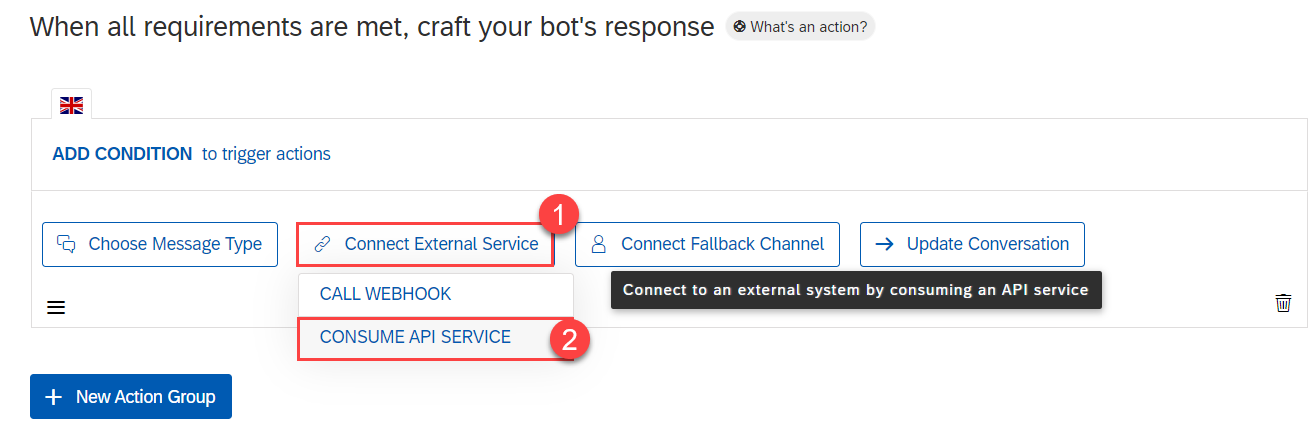 When all requirements are met, craft your bot's response What's an action?
ADD CONDITION to trigger actions
1
Choose Message Type Connect External Service Connect Fallback Channel Update Conversation
CALL WEBHOOK Connect to an external system by consuming an API service
CONSUME API SERVICE 2
+ New Action Group